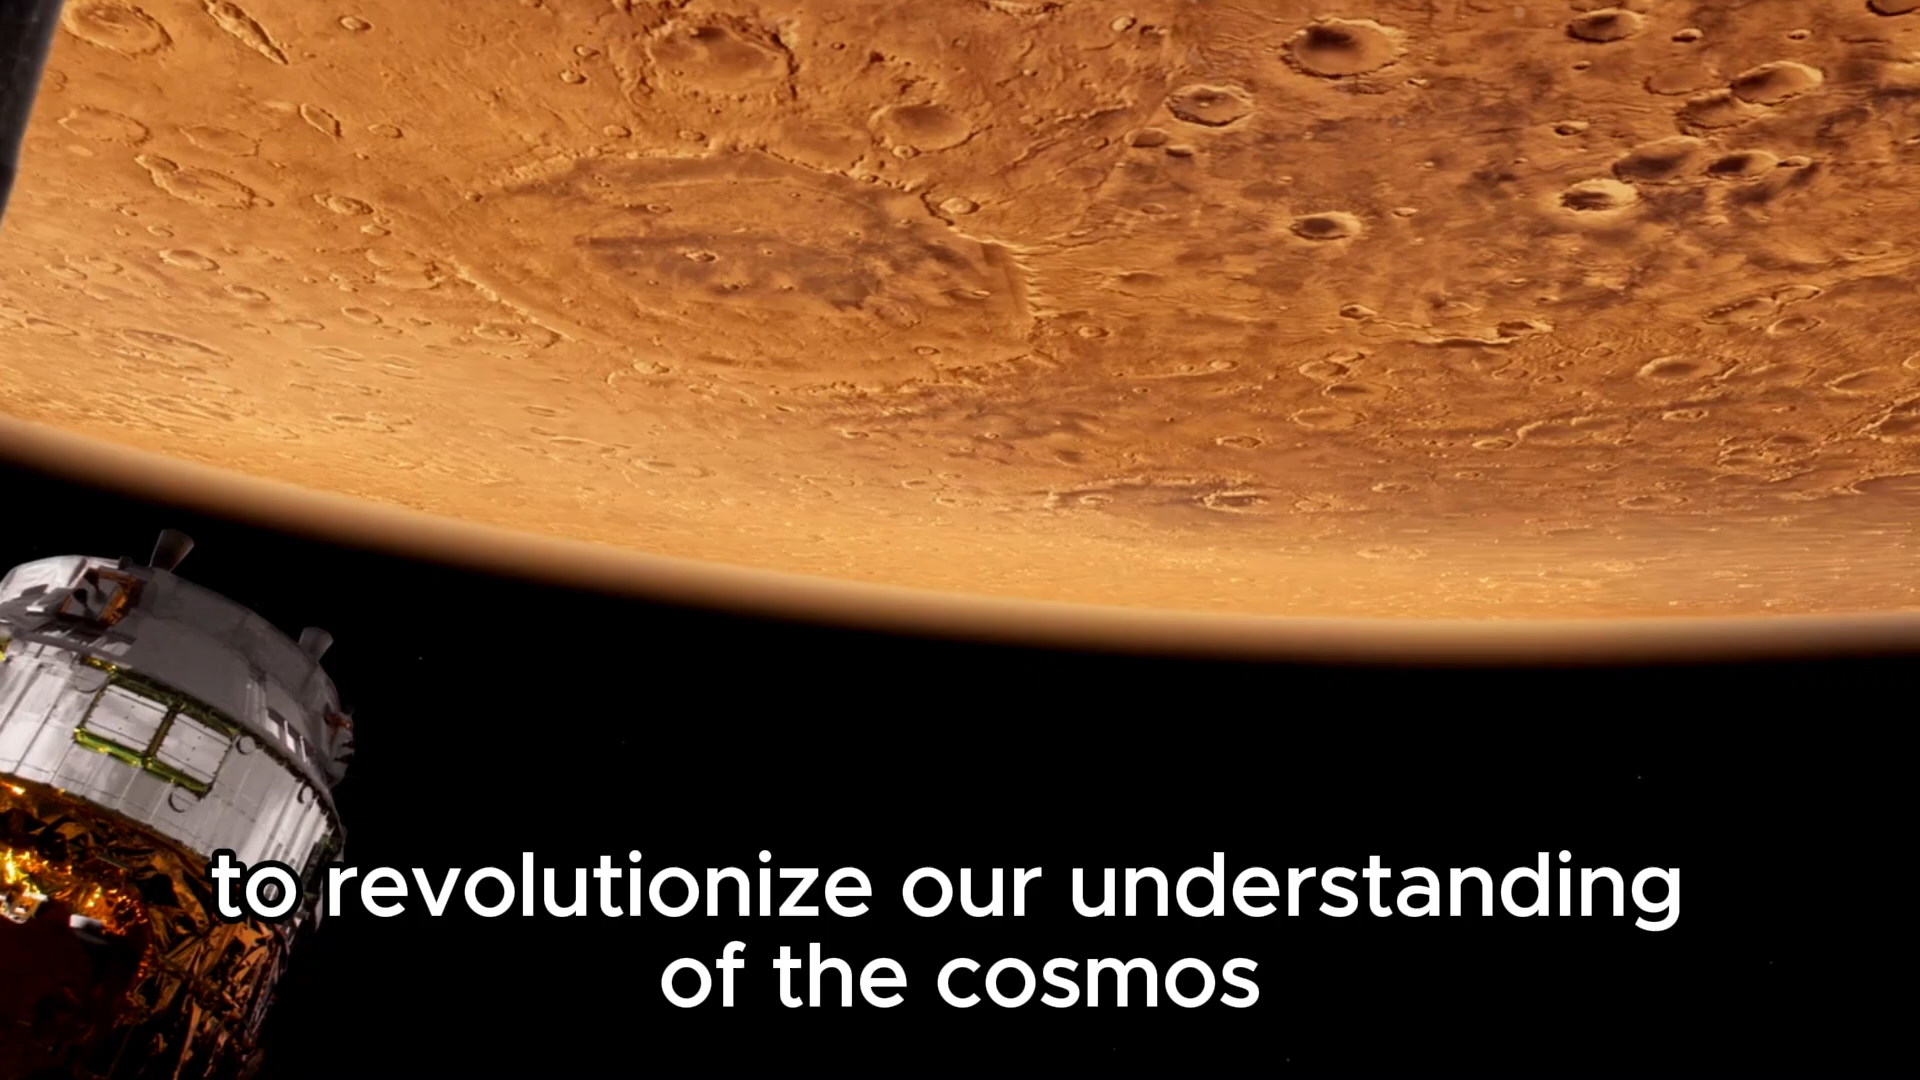 to revolutionize our understanding
of the cosmos